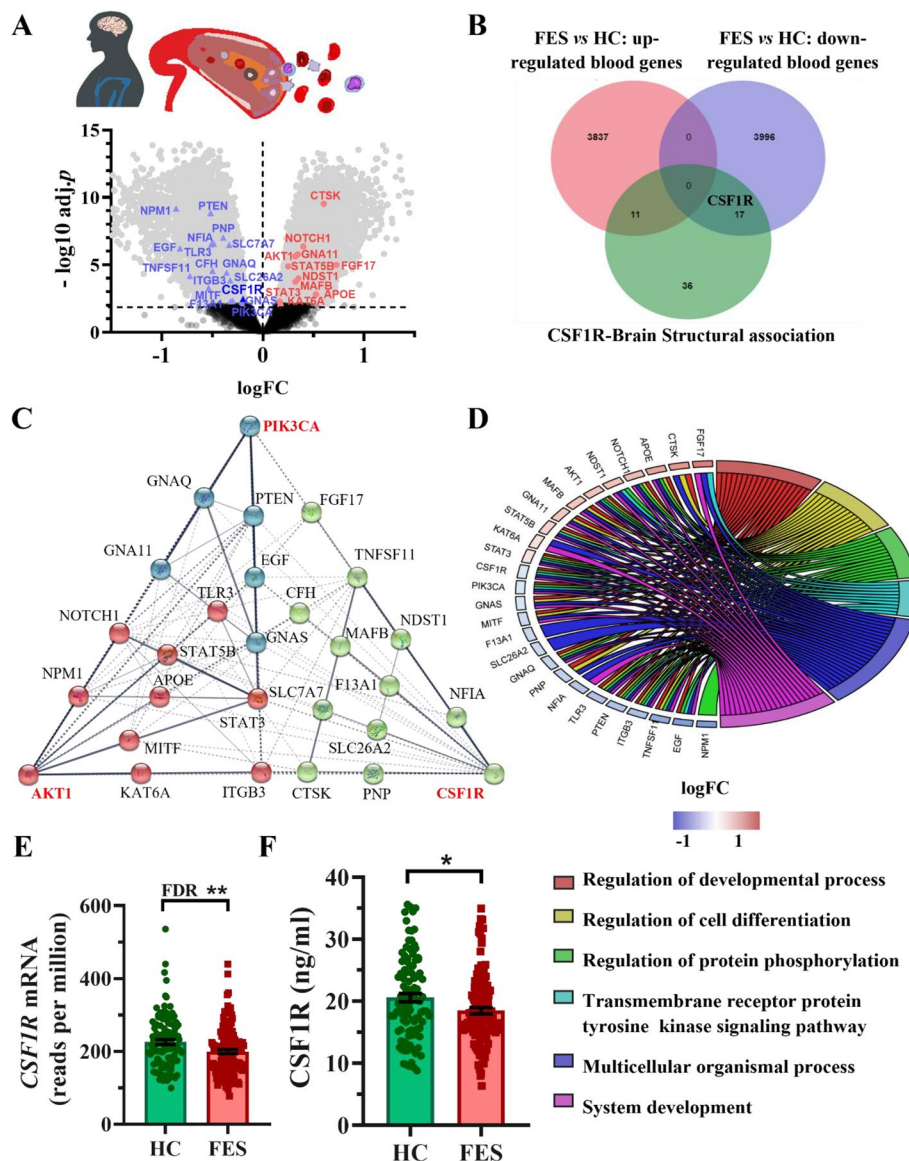 A
15
10
5
0
- log10 adj.p
-1
0
1
logFC
CTSK
NPM1
PTEN
PNP
NFIA
EGF
TLR3
SLC7A7
TNFSF11
CFH
GNAQ
ITGB3
SLC26A2
CSF1R
MITF
GNAS
F13A1
PIK3CA
NOTCH1
AKT1
GNA11
STAT5B
FGF17
NDST1
MAFB
STAT3
APOE
KAT6A
B
FES vs HC: up-
regulated blood genes
FES vs HC: down-
regulated blood genes
3837
0
3996
0
CSF1R
11
17
36
CSF1R-Brain Structural association
C
PIK3CA
GNAQ
PTEN
FGF17
GNA11
EGF
TNFSF11
TLR3
CFH
NOTCH1
GNAS
MAFB
NDST1
STAT5B
NPM1
APOE
SLC7A7
F13A1
NFIA
STAT3
MITF
SLC26A2
AKT1
KAT6A
ITGB3
CTSK
PNP
CSF1R
D
FGF17
CTSK
APOE
NOTCH1
NDST1
AKT1
MAFB
GNA11
STAT5B
KAT6A
STAT3
CSF1R
PIK3CA
GNAS
MITF
F13A1
SLC26A2
GNAQ
PNP
NFIA
TLR3
PTEN
ITGB3
TNFSF11
EGF
NPM1
logFC
-1
1
E
FDR **
600
400
200
0
CSF1R mRNA
(reads per million)
HC
FES
F
*
40
30
20
10
0
CSF1R (ng/ml)
HC
FES
Regulation of developmental process
Regulation of cell differentiation
Regulation of protein phosphorylation
Transmembrane receptor protein
tyrosine kinase signaling pathway
Multicellular organismal process
System development